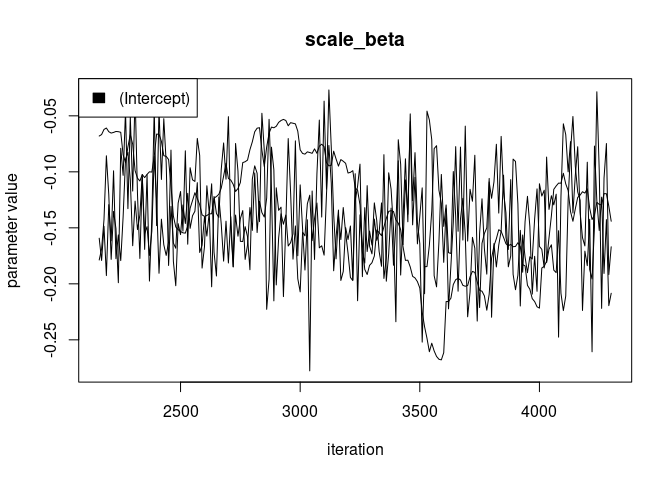 scale_beta
(Intercept)
parameter value
-0.05
-0.10
-0.15
-0.20
-0.25
2500
3000
3500
4000
iteration